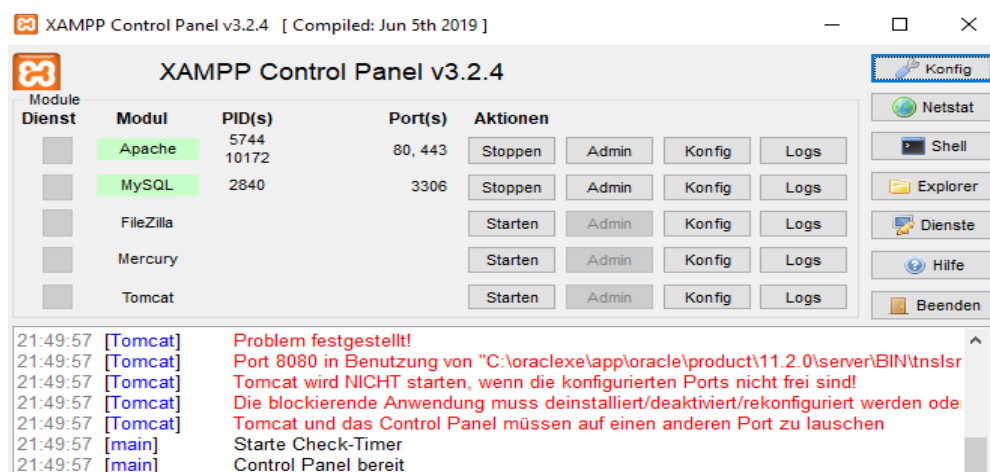 XAMPP Control Panel v3.2.4 [ Compiled: Jun 5th 2019 ]
XAMPP Control Panel v3.2.4
Konfig
Module
Dienst Modul PID(s) Port(s) Aktionen
Netstat
Apache 5744 10172 80, 443 Stoppen Admin Konfig Logs
Shell
MySQL 2840 3306 Stoppen Admin Konfig Logs
Explorer
FileZilla Starten Admin Konfig Logs
Dienste
Mercury Starten Admin Konfig Logs
Hilfe
Tomcat Starten Admin Konfig Logs
Beenden
21:49:57 [Tomcat] Problem festgestellt!
21:49:57 [Tomcat] Port 8080 in Benutzung von "C:\oraclexe\app\oracle\product\11.2.0\server\BIN\tnslsr
21:49:57 [Tomcat] Tomcat wird NICHT starten, wenn die konfigurierten Ports nicht frei sind!
21:49:57 [Tomcat] Die blockierende Anwendung muss deinstalliert/deaktiviert/rekonfiguriert werden ode
21:49:57 [Tomcat] Tomcat und das Control Panel müssen auf einen anderen Port zu lauschen
21:49:57 [main] Starte Check-Timer
21:49:57 [main] Control Panel bereit